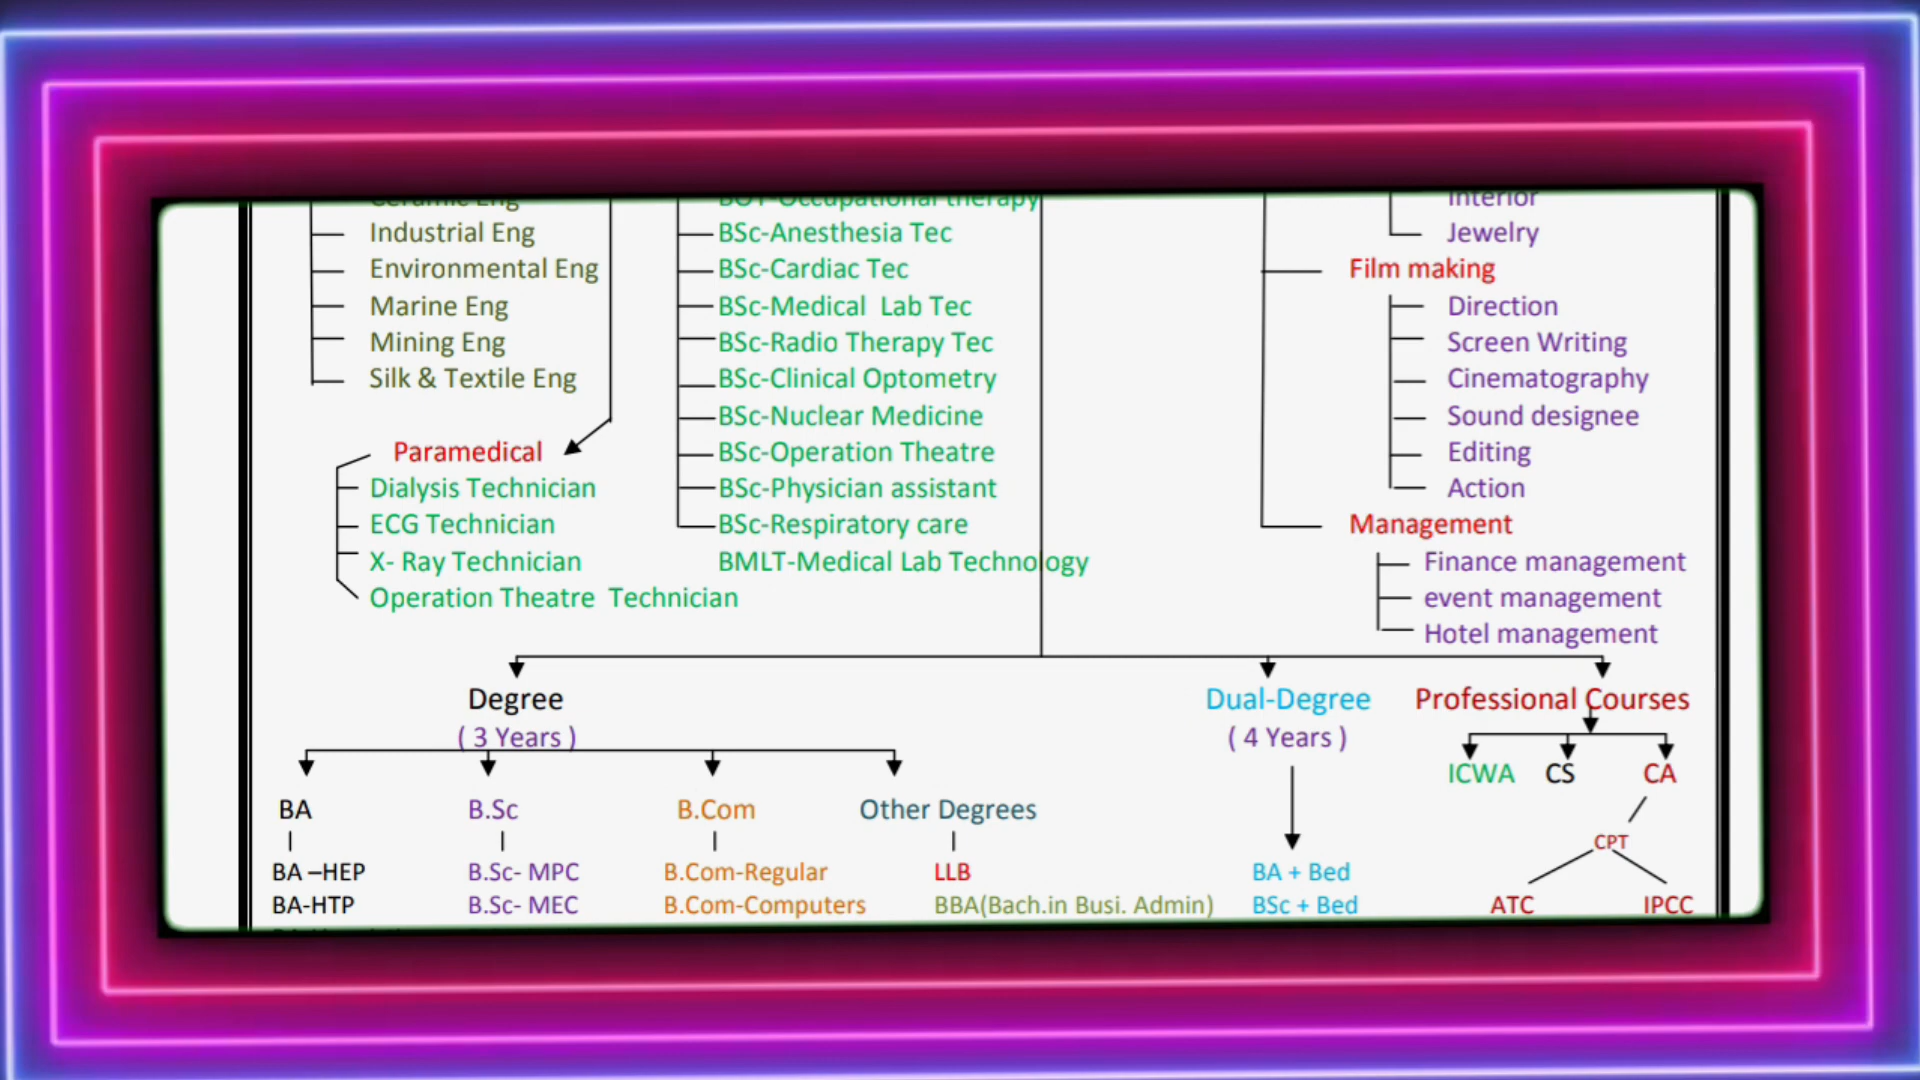 Ceramic Eng
Industrial Eng
Environmental Eng
Marine Eng
Mining Eng
Silk & Textile Eng
Paramedical
Dialysis Technician
ECG Technician
X- Ray Technician
Operation Theatre Technician
BOT-Occupational therapy
BSc-Anesthesia Tec
BSc-Cardiac Tec
BSc-Medical Lab Tec
BSc-Radio Therapy Tec
BSc-Clinical Optometry
BSc-Nuclear Medicine
BSc-Operation Theatre
BSc-Physician assistant
BSc-Respiratory care
BMLT-Medical Lab Technology
Interior
Jewelry
Film making
Direction
Screen Writing
Cinematography
Sound designee
Editing
Action
Management
Finance management
event management
Hotel management
Degree
( 3 Years )
BA
BA –HEP
BA-HTP
B.Sc
B.Sc- MPC
B.Sc- MEC
B.Com
B.Com-Regular
B.Com-Computers
Other Degrees
LLB
BBA(Bach.in Busi. Admin)
Dual-Degree
( 4 Years )
BA + Bed
BSc + Bed
Professional Courses
ICWA CS CA
CPT
ATC IPCC